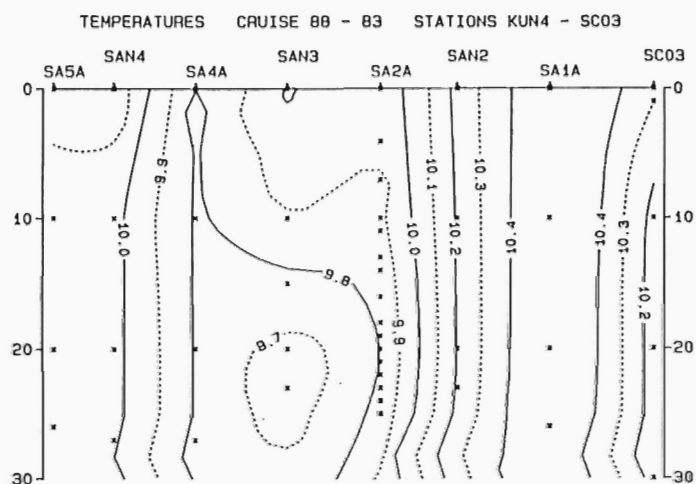 TEMPERATURES CRUISE 88 - 83 STATIONS KUN4 - SC03
SAN4 SAN3 SAN2 SC03
SA5A SA4A SA2A SA1A
0 0
9.9 10.1 10.3
10 10
10.0 10.0 10.2 10.4 10.4 10.3
9.8 10.2
9.9
20 9.7 20
30 30